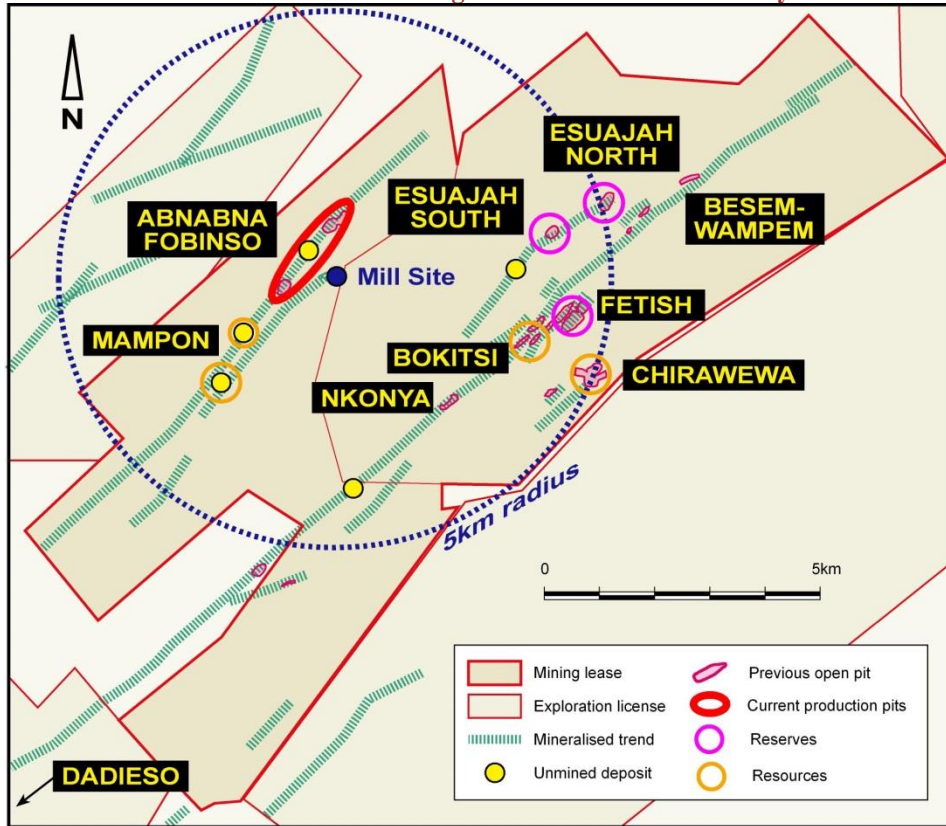 N
ESUAJAH
NORTH
ABNABNA
FOBINSO
ESUAJAH
SOUTH
BESEM-
WAMPEM
Mill Site
FETISH
MAMPON
BOKITSI
CHIRAWEWA
NKONYA
5km radius
0
5km
Mining lease
Exploration license
Mineralised trend
Unmined deposit
Previous open pit
Current production pits
Reserves
Resources
DADIESO